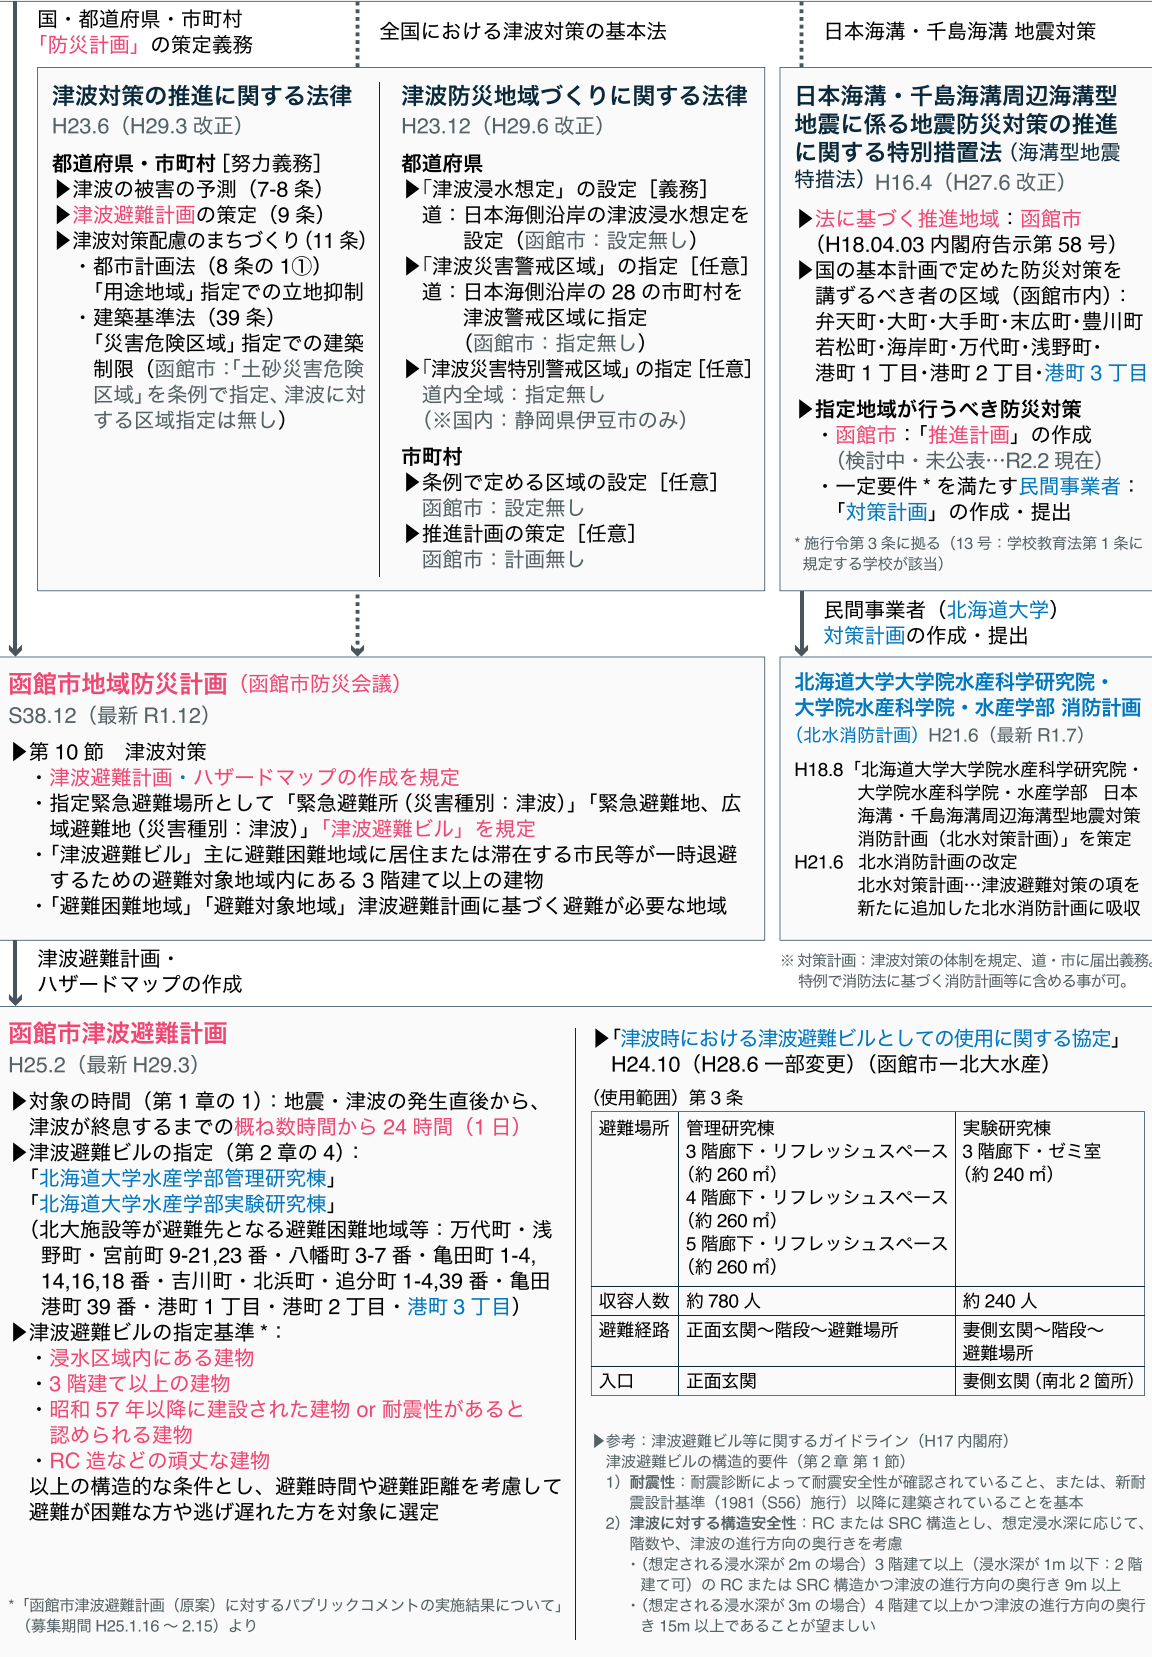 国・都道府県・市町村
「防災計画」の策定義務
全国における津波対策の基本法
日本海溝・千島海溝 地震対策
津波対策の推進に関する法律
H23.6（H29.3 改正）
都道府県・市町村［努力義務］
▶津波の被害の予測（7-8 条）
▶津波避難計画の策定（9 条）
▶津波対策配慮のまちづくり（11 条）
・都市計画法（8 条の 1①）
「用途地域」指定での立地抑制
・建築基準法（39 条）
「災害危険区域」指定での建築
制限（函館市：「土砂災害危険
区域」を条例で指定、津波に対
する区域指定は無し）
津波防災地域づくりに関する法律
H23.12（H29.6 改正）
都道府県
▶「津波浸水想定」の設定［義務］
道：日本海側沿岸の津波浸水想定を
設定（函館市：設定無し）
▶「津波災害警戒区域」の指定［任意］
道：日本海側沿岸の 28 の市町村を
津波警戒区域に指定
（函館市：指定無し）
▶「津波災害特別警戒区域」の指定［任意］
道内全域：指定無し
（※国内：静岡県伊豆市のみ）
市町村
▶条例で定める区域の設定［任意］
函館市：設定無し
▶推進計画の策定［任意］
函館市：計画無し
日本海溝・千島海溝周辺海溝型
地震に係る地震防災対策の推進
に関する特別措置法（海溝型地震
特措法）H16.4（H27.6 改正）
▶法に基づく推進地域：函館市
（H18.04.03 内閣府告示第 58 号）
▶国の基本計画で定めた防災対策を
講ずるべき者の区域（函館市内）：
弁天町・大町・大手町・末広町・豊川町
若松町・海岸町・万代町・浅野町・
港町 1 丁目・港町 2 丁目・港町 3 丁目
▶指定地域が行うべき防災対策
・函館市：「推進計画」の作成
（検討中・未公表…R2.2 現在）
・一定要件 * を満たす民間事業者：
「対策計画」の作成・提出
* 施行令第 3 条に拠る（13 号：学校教育法第 1 条に
規定する学校が該当）
民間事業者（北海道大学）
対策計画の作成・提出
函館市地域防災計画（函館市防災会議）
S38.12（最新 R1.12）
▶第 10 節　津波対策
・津波避難計画・ハザードマップの作成を規定
・指定緊急避難場所として「緊急避難所（災害種別：津波）」「緊急避難地、広
域避難地（災害種別：津波）」「津波避難ビル」を規定
・「津波避難ビル」主に避難困難地域に居住または滞在する市民等が一時退避
するための避難対象地域内にある 3 階建て以上の建物
・「避難困難地域」「避難対象地域」津波避難計画に基づく避難が必要な地域
北海道大学大学院水産科学研究院・
大学院水産科学院・水産学部 消防計画
（北水消防計画）H21.6（最新 R1.7）
H18.8「北海道大学大学院水産科学研究院・
大学院水産科学院・水産学部　日本
海溝・千島海溝周辺海溝型地震対策
消防計画（北水対策計画）」を策定
H21.6　北水消防計画の改定
北水対策計画…津波避難対策の項を
新たに追加した北水消防計画に吸収
※ 対策計画：津波対策の体制を規定、道・市に届出義務。
特例で消防法に基づく消防計画等に含める事が可。
津波避難計画・
ハザードマップの作成
函館市津波避難計画
H25.2（最新 H29.3）
▶対象の時間（第 1 章の 1）：地震・津波の発生直後から、
津波が終息するまでの概ね数時間から 24 時間（1 日）
▶津波避難ビルの指定（第 2 章の 4）：
「北海道大学水産学部管理研究棟」
「北海道大学水産学部実験研究棟」
（北大施設等が避難先となる避難困難地域等：万代町・浅
野町・宮前町 9-21,23 番・八幡町 3-7 番・亀田町 1-4,
14,16,18 番・吉川町・北浜町・追分町 1-4,39 番・亀田
港町 39 番・港町 1 丁目・港町 2 丁目・港町 3 丁目）
▶津波避難ビルの指定基準 *：
・浸水区域内にある建物
・3 階建て以上の建物
・昭和 57 年以降に建設された建物 or 耐震性があると
認められる建物
・RC 造などの頑丈な建物
以上の構造的な条件とし、避難時間や避難距離を考慮して
避難が困難な方や逃げ遅れた方を対象に選定
*「函館市津波避難計画（原案）に対するパブリックコメントの実施結果について」
（募集期間 H25.1.16 ～ 2.15）より
▶「津波時における津波避難ビルとしての使用に関する協定」
H24.10（H28.6 一部変更）（函館市ー北大水産）
（使用範囲）第 3 条
避難場所　管理研究棟　実験研究棟
3 階廊下・リフレッシュスペース　3 階廊下・ゼミ室
（約 260 ㎡）　（約 240 ㎡）
4 階廊下・リフレッシュスペース
（約 260 ㎡）
5 階廊下・リフレッシュスペース
（約 260 ㎡）
収容人数　約 780 人　約 240 人
避難経路　正面玄関～階段～避難場所　妻側玄関～階段～
避難場所
入口　正面玄関　妻側玄関（南北 2 箇所）
▶参考：津波避難ビル等に関するガイドライン（H17 内閣府）
津波避難ビルの構造的要件（第 2 章 第 1 節）
1）耐震性：耐震診断によって耐震安全性が確認されていること、または、新耐
震設計基準（1981（S56）施行）以降に建築されていることを基本
2）津波に対する構造安全性：RC または SRC 構造とし、想定浸水深に応じて、
階数や、津波の進行方向の奥行きを考慮
・（想定される浸水深が 2m の場合）3 階建て以上（浸水深が 1m 以下：2 階
建て可）の RC または SRC 構造かつ津波の進行方向の奥行き 9m 以上
・（想定される浸水深が 3m の場合）4 階建て以上かつ津波の進行方向の奥行
き 15m 以上であることが望ましい